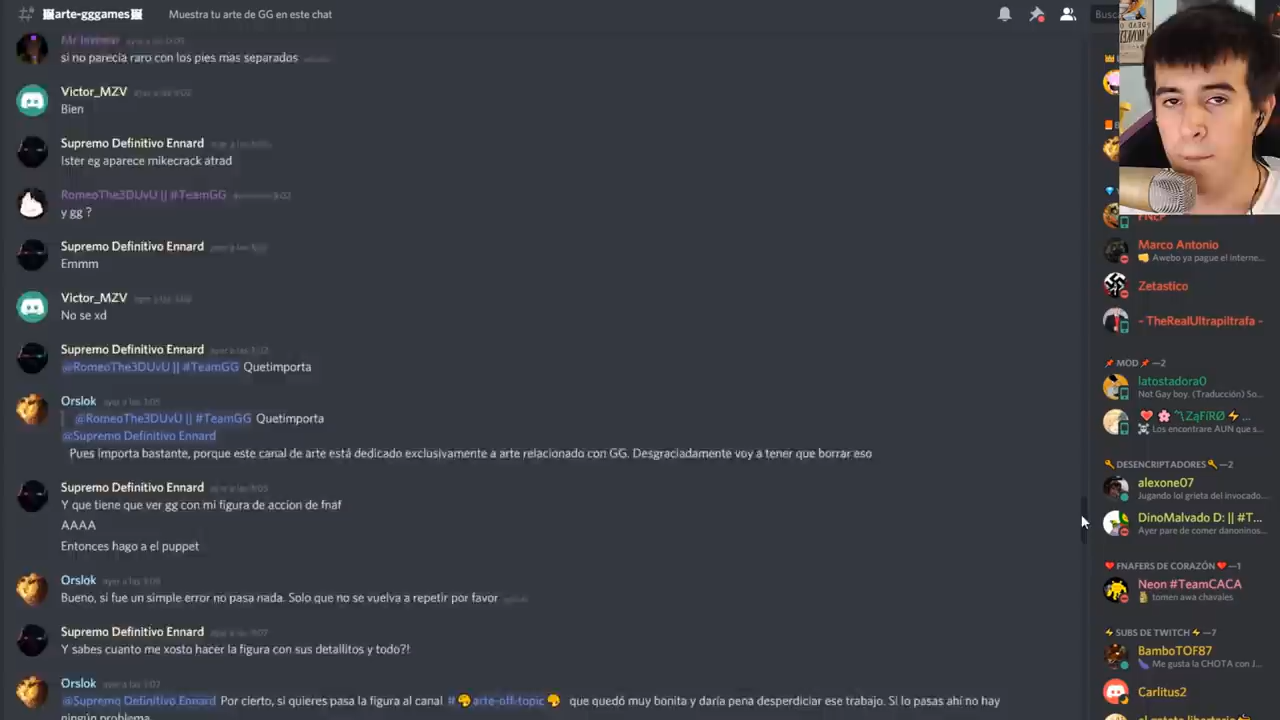 arte-gggames
Muestra tu arte de GG en este chat
Busca
si no parecia raro con los pies mas separados
Victor_MZV
Bien
Supremo Definitivo Ennard
Ister eg aparece mikecrack atrad
RomeoThe3DUvU || #TeamGG
y gg ?
Supremo Definitivo Ennard
Emmm
Victor_MZV
No se xd
Supremo Definitivo Ennard
@RomeoThe3DUvU || #TeamGG Quetimporta
Orslok
@RomeoThe3DUvU || #TeamGG Quetimporta
@Supremo Definitivo Ennard
Pues importa bastante, porque este canal de arte está dedicado exclusivamente a arte relacionado con GG. Desgraciadamente voy a tener que borrar eso
Supremo Definitivo Ennard
Y que tiene que ver gg con mi figura de accion de fnaf
AAAA
Entonces hago a el puppet
Orslok
Bueno, si fue un simple error no pasa nada. Solo que no se vuelva a repetir por favor
Supremo Definitivo Ennard
Y sabes cuanto me xosto hacer la figura con sus detallitos y todo?!
Orslok
@Supremo Definitivo Ennard Por cierto, si quieres pasa la figura al canal # arte-off-topic que quedó muy bonita y daría pena desperdiciar ese trabajo. Si lo pasas ahí no hay
ningún problema
Marco Antonio
Awebo ya pague el interne...
Zetastico
- TheRealUltrapiltrafa -
MOD —2
latostadora0
Not Gay boy. (Traducción) So...
ZąFíRØ ...
Los encontrare AUN que s...
DESENCRIPTADORES —2
alexone07
Jugando lol grieta del invocado...
DinoMalvado D: || #T...
Ayer pare de comer danoninos...
FNAFERS DE CORAZÓN —1
Neon #TeamCACA
tomen awa chavales
SUBS DE TWITCH —7
BamboTOF87
Me gusta la CHOTA con J...
Carlitus2